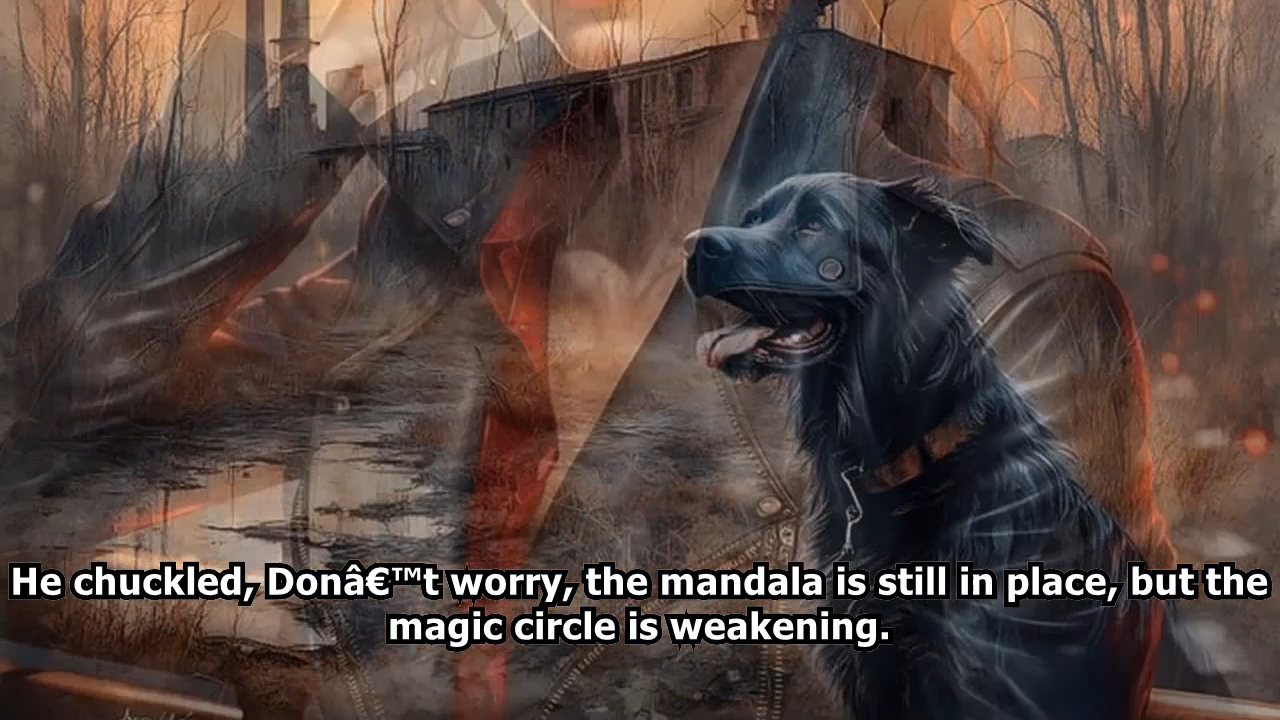 He chuckled, Donâ€™t worry, the mandala is still in place, but the
magic circle is weakening.